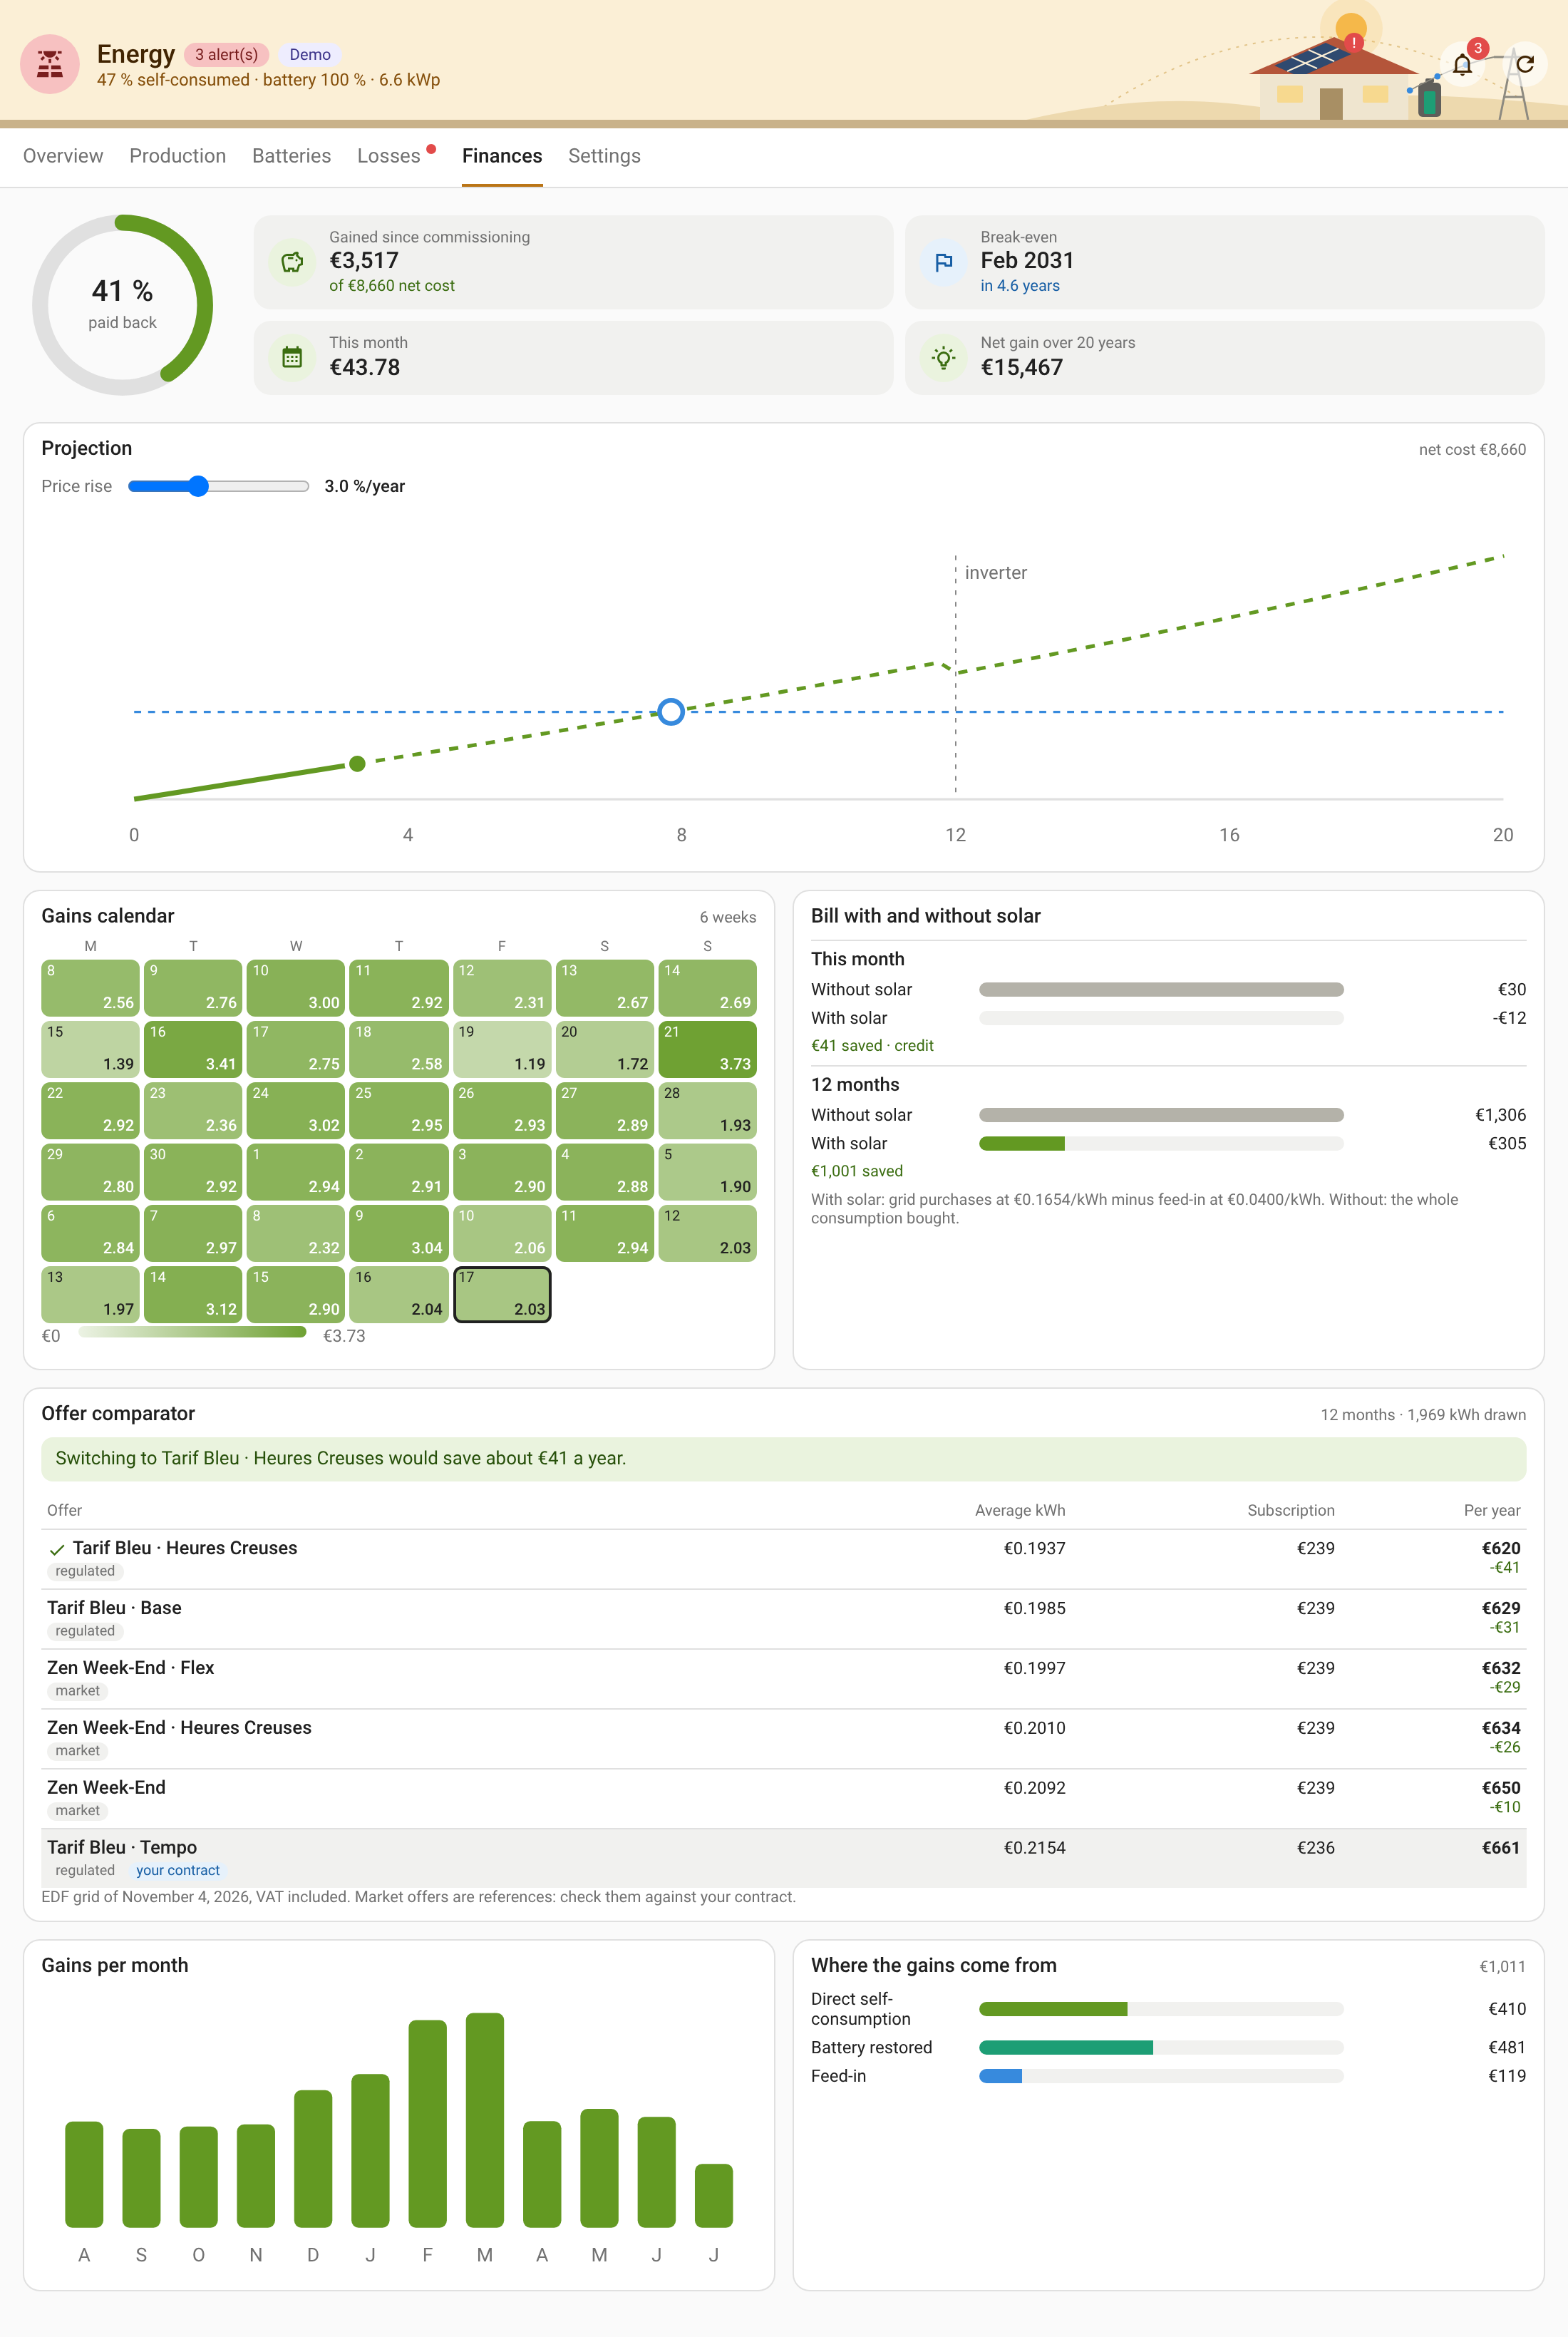 Energy 3 alert(s) Demo
47 % self-consumed · battery 100 % · 6.6 kWp
!
3
Overview Production Batteries Losses Finances Settings
41 %
paid back
Gained since commissioning
€3,517
of €8,660 net cost
Break-even
Feb 2031
in 4.6 years
This month
€43.78
Net gain over 20 years
€15,467
Projection net cost €8,660
Price rise 3.0 %/year
inverter
0 4 8 12 16 20
Gains calendar 6 weeks
M T W T F S S
8 9 10 11 12 13 14
2.56 2.76 3.00 2.92 2.31 2.67 2.69
15 16 17 18 19 20 21
1.39 3.41 2.75 2.58 1.19 1.72 3.73
22 23 24 25 26 27 28
2.92 2.36 3.02 2.95 2.93 2.89 1.93
29 30 1 2 3 4 5
2.80 2.92 2.94 2.91 2.90 2.88 1.90
6 7 8 9 10 11 12
2.84 2.97 2.32 3.04 2.06 2.94 2.03
13 14 15 16 17
1.97 3.12 2.90 2.04 2.03
€0 €3.73
Bill with and without solar
This month
Without solar €30
With solar -€12
€41 saved · credit
12 months
Without solar €1,306
With solar €305
€1,001 saved
With solar: grid purchases at €0.1654/kWh minus feed-in at €0.0400/kWh. Without: the whole
consumption bought.
Offer comparator 12 months · 1,969 kWh drawn
Switching to Tarif Bleu · Heures Creuses would save about €41 a year.
Offer Average kWh Subscription Per year
Tarif Bleu · Heures Creuses €0.1937 €239 €620
regulated -€41
Tarif Bleu · Base €0.1985 €239 €629
regulated -€31
Zen Week-End · Flex €0.1997 €239 €632
market -€29
Zen Week-End · Heures Creuses €0.2010 €239 €634
market -€26
Zen Week-End €0.2092 €239 €650
market -€10
Tarif Bleu · Tempo €0.2154 €236 €661
regulated your contract
EDF grid of November 4, 2026, VAT included. Market offers are references: check them against your contract.
Gains per month
A S O N D J F M A M J J
Where the gains come from €1,011
Direct self-
consumption €410
Battery restored €481
Feed-in €119